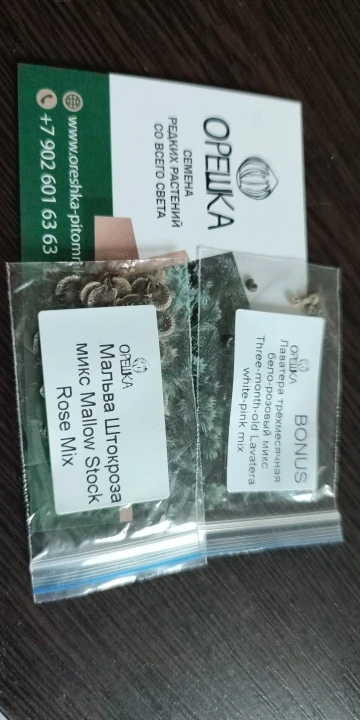 ОРЕШКА
СЕМЕНА
РЕДКИХ РАСТЕНИЙ
СО ВСЕГО СВЕТА
www.oreshka-pitomn
+7 902 601 63 63
ОРЕШКА
BONUS
Лаватера трёхмесячная
бело-розовый микс
Three-month-old Lavatera
white-pink mix
ОРЕШКА
Мальва Штокроза
микс Mallow Stock
Rose Mix